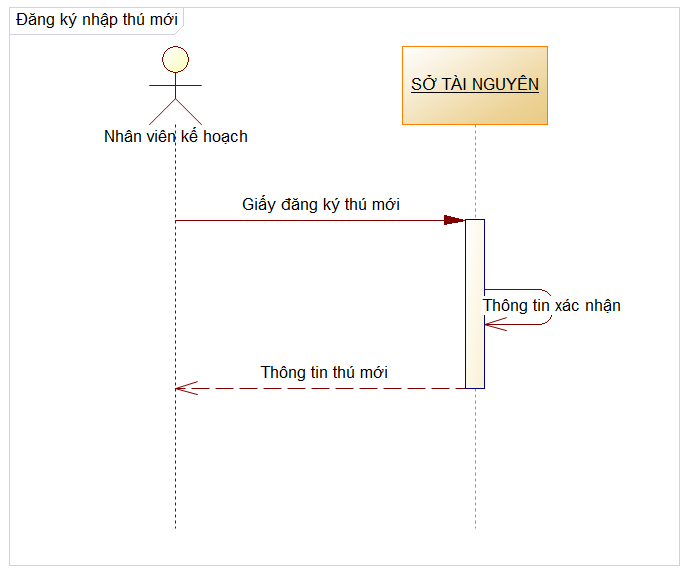 Đăng ký nhập thú mới
SỞ TÀI NGUYÊN
Nhân viên kế hoạch
Giấy đăng ký thú mới
Thông tin xác nhận
Thông tin thú mới